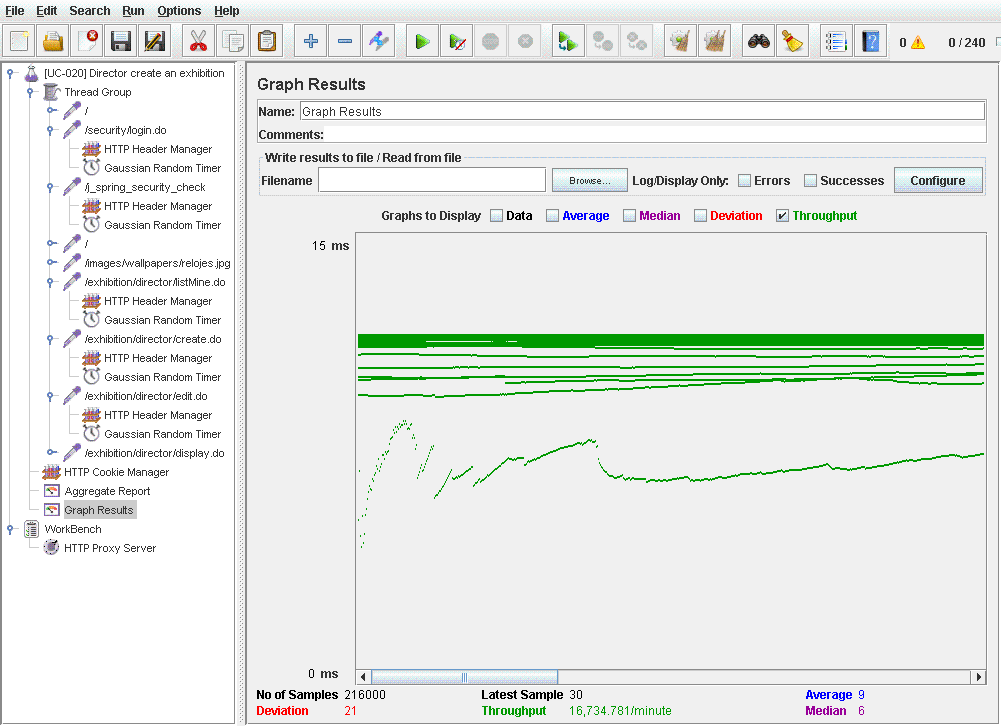 File Edit Search Run Options Help
0 0 / 240
[UC-020] Director create an exhibition
Thread Group
/
/security/login.do
HTTP Header Manager
Gaussian Random Timer
/j_spring_security_check
HTTP Header Manager
Gaussian Random Timer
/
/images/wallpapers/relojes.jpg
/exhibition/director/listMine.do
HTTP Header Manager
Gaussian Random Timer
/exhibition/director/create.do
HTTP Header Manager
Gaussian Random Timer
/exhibition/director/edit.do
HTTP Header Manager
Gaussian Random Timer
/exhibition/director/display.do
HTTP Cookie Manager
Aggregate Report
Graph Results
WorkBench
HTTP Proxy Server
Graph Results
Name: Graph Results
Comments:
Write results to file / Read from file
Filename Browse... Log/Display Only: Errors Successes Configure
Graphs to Display Data Average Median Deviation Throughput
15 ms
0 ms
No of Samples 216000 Latest Sample 30 Average 9
Deviation 21 Throughput 16,734.781/minute Median 6